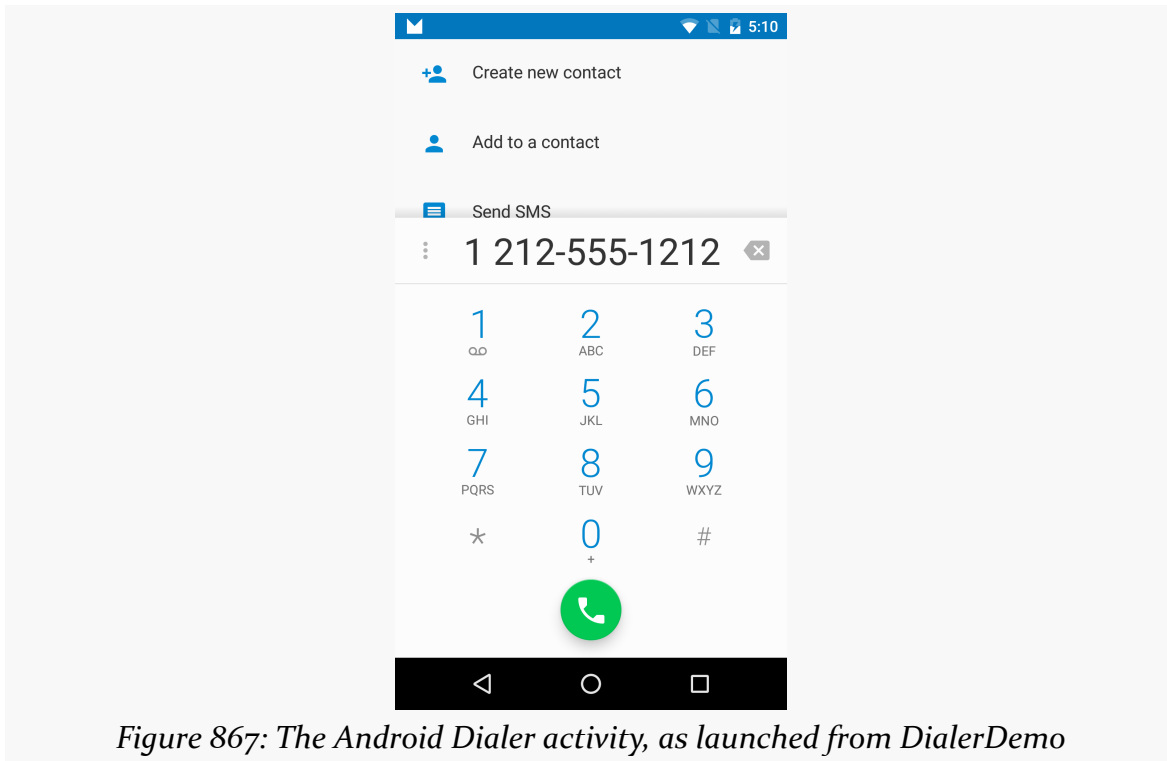 5:10
Create new contact
Add to a contact
Send SMS
1 212-555-1212
1 2 3
ABC DEF
4 5 6
GHI JKL MNO
7 8 9
PQRS TUV WXYZ
* 0 #
+
Figure 867: The Android Dialer activity, as launched from DialerDemo